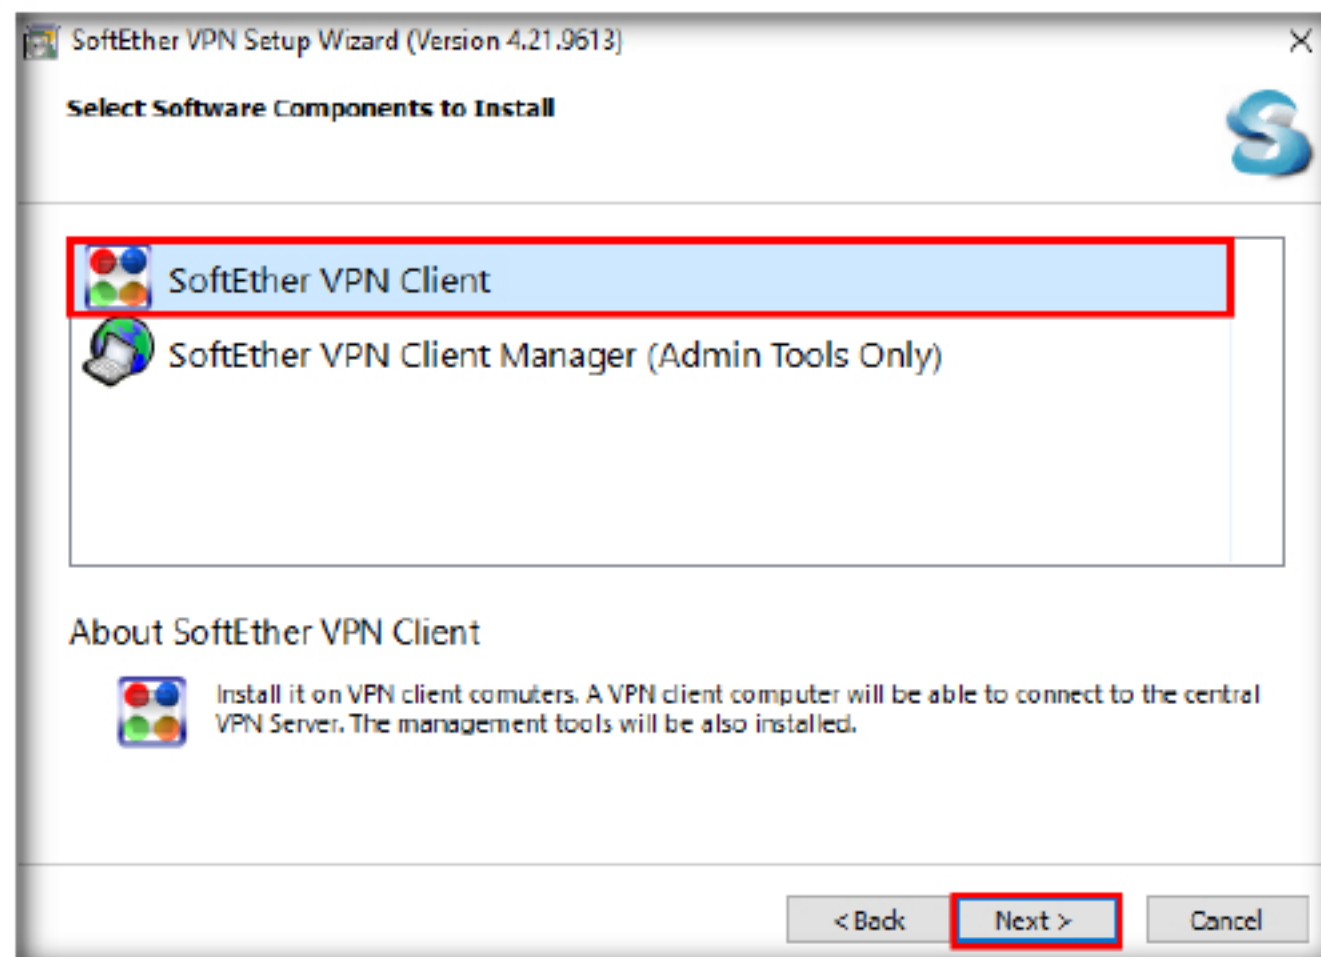 SoftEther VPN Setup Wizard (Version 4.21.9613)
Select Software Components to Install
SoftEther VPN Client
SoftEther VPN Client Manager (Admin Tools Only)
About SoftEther VPN Client
Install it on VPN client comuters. A VPN client computer will be able to connect to the central
VPN Server. The management tools will be also installed.
< Back Next > Cancel